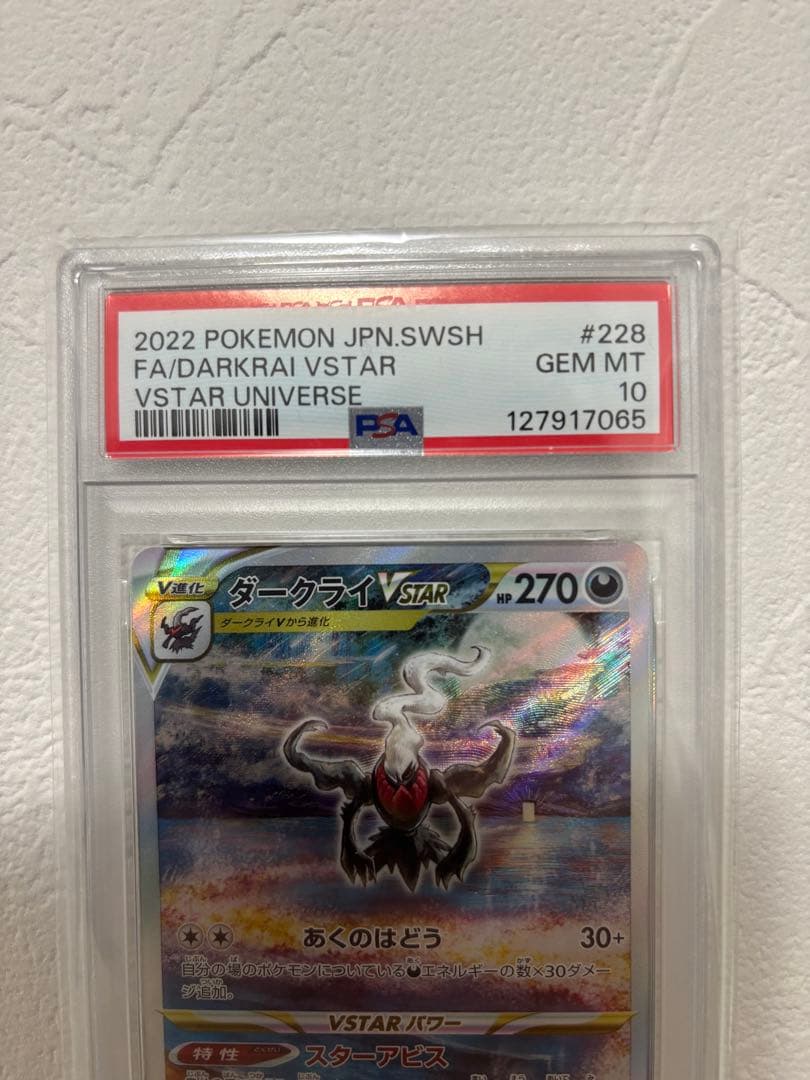 2022 POKEMON JPN.SWSH #228
FA/DARKRAI VSTAR GEM MT
VSTAR UNIVERSE 10
PSA 127917065
V進化 ダークライVSTAR HP 270
ダークライVから進化
あくのはどう 30+
自分の場のポケモンについているエネルギーの数×30ダメー
ジ追加。
VSTARパワー
特性 スターアビス